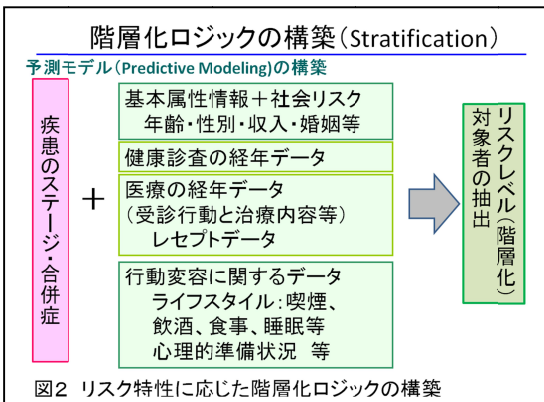 階層化ロジックの構築(Stratification)
予測モデル(Predictive Modeling)の構築
疾患のステージ・合併症
+
基本属性情報+社会リスク
年齢・性別・収入・婚姻等
健康診査の経年データ
医療の経年データ
(受診行動と治療内容等)
レセプトデータ
行動変容に関するデータ
ライフスタイル:喫煙、
飲酒、食事、睡眠等
心理的準備状況 等
リスクレベル(階層化)
対象者の抽出
図2 リスク特性に応じた階層化ロジックの構築